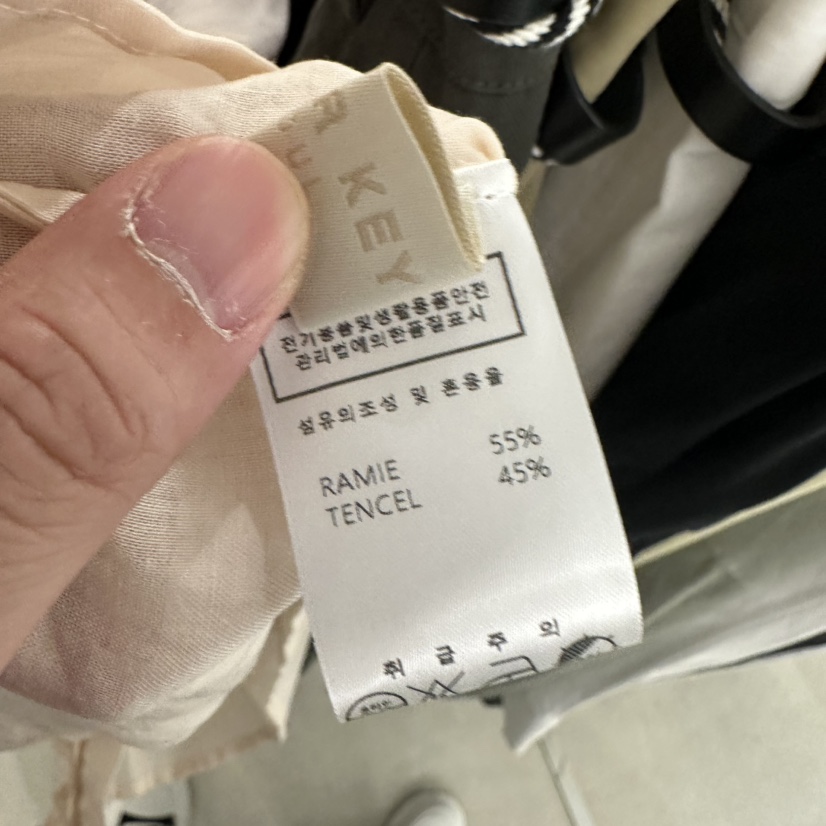 KEY
전기용품및생활용품안전
관리법에의한품질표시
섬유의조성 및 혼용율
RAMIE 55%
TENCEL 45%
취 급 주 의